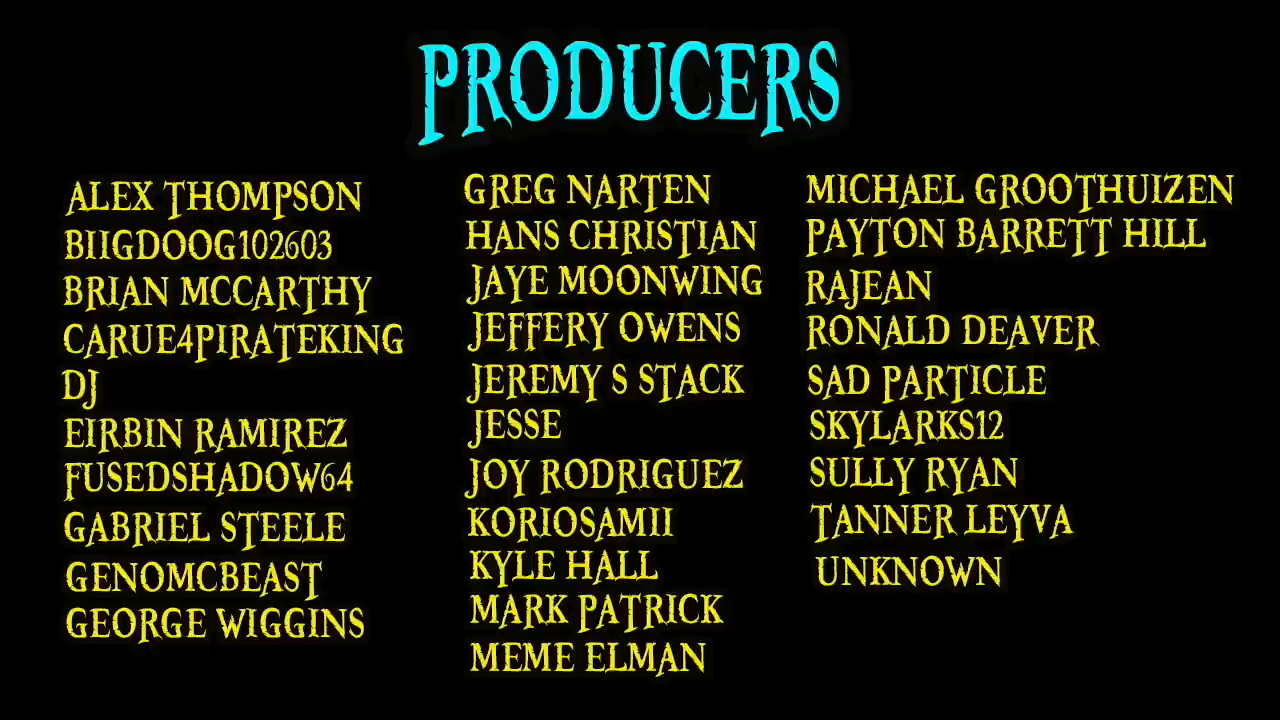 PRODUCERS
ALEX THOMPSON
BIIGDOOG102603
BRIAN MCCARTHY
CARUE4PIRATEKING
DJ
EIRBIN RAMIREZ
FUSEDSHADOW64
GABRIEL STEELE
GENOMCBEAST
GEORGE WIGGINS
GREG NARTEN
HANS CHRISTIAN
JAYE MOONWING
JEFFERY OWENS
JEREMY S STACK
JESSE
JOY RODRIGUEZ
KORIOSAMII
KYLE HALL
MARK PATRICK
MEME ELMAN
MICHAEL GROOTHUIZEN
PAYTON BARRETT HILL
RAJEAN
RONALD DEAVER
SAD PARTICLE
SKYLARKS12
SULLY RYAN
TANNER LEYVA
UNKNOWN